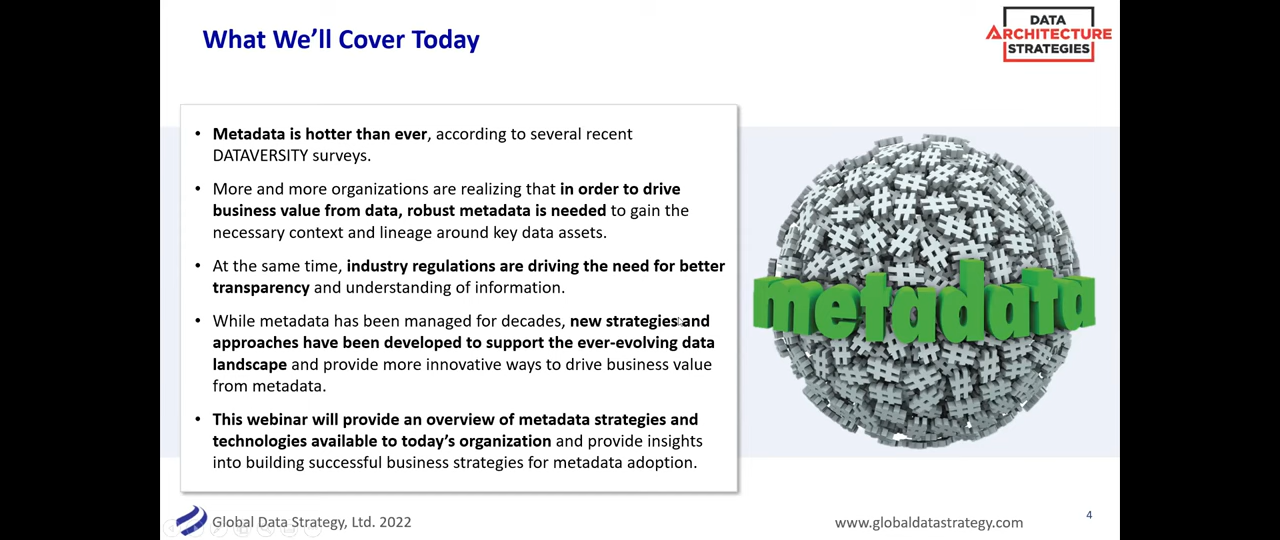 What We'll Cover Today
DATA
ARCHITECTURE
STRATEGIES
• Metadata is hotter than ever, according to several recent
DATAVERSITY surveys.
• More and more organizations are realizing that in order to drive
business value from data, robust metadata is needed to gain the
necessary context and lineage around key data assets.
• At the same time, industry regulations are driving the need for better
transparency and understanding of information.
• While metadata has been managed for decades, new strategies and
approaches have been developed to support the ever-evolving data
landscape and provide more innovative ways to drive business value
from metadata.
• This webinar will provide an overview of metadata strategies and
technologies available to today's organization and provide insights
into building successful business strategies for metadata adoption.
metadata
Global Data Strategy, Ltd. 2022
www.globaldatastrategy.com
4